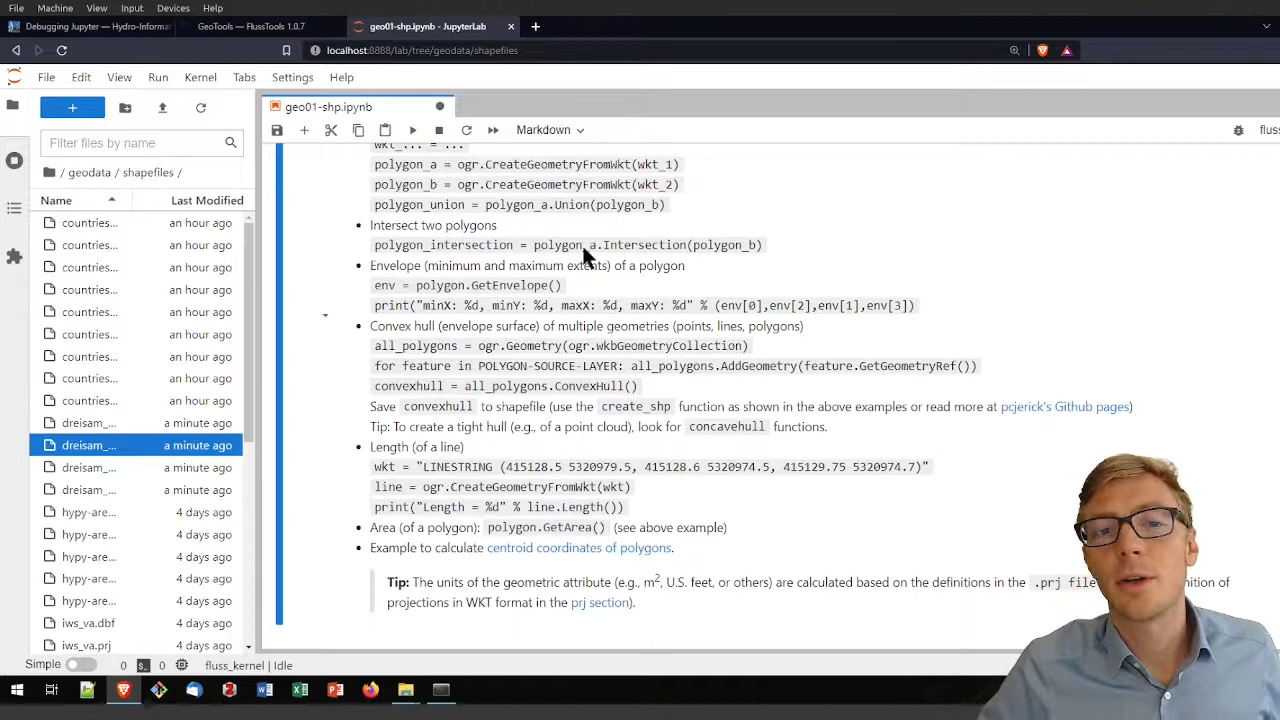 File Machine View Input Devices Help
Debugging Jupyter — Hydro-Informat
GeoTools — FlussTools 1.0.7
geo01-shp.ipynb - JupyterLab
localhost:8888/lab/tree/geodata/shapefiles
File Edit View Run Kernel Tabs Settings Help
geo01-shp.ipynb
Markdown
fluss
Filter files by name
/ geodata / shapefiles /
Name Last Modified
countries... an hour ago
countries... an hour ago
countries... an hour ago
countries... an hour ago
countries... an hour ago
countries... an hour ago
countries... an hour ago
countries... an hour ago
countries... an hour ago
dreisam_... a minute ago
dreisam_... a minute ago
dreisam_... a minute ago
dreisam_... a minute ago
hypy-are... 4 days ago
hypy-are... 4 days ago
hypy-are... 4 days ago
hypy-are... 4 days ago
hypy-are... 4 days ago
iws_va.dbf 4 days ago
iws_va.prj 4 days ago
wkt_... = ...
polygon_a = ogr.CreateGeometryFromWkt(wkt_1)
polygon_b = ogr.CreateGeometryFromWkt(wkt_2)
polygon_union = polygon_a.Union(polygon_b)
• Intersect two polygons
polygon_intersection = polygon_a.Intersection(polygon_b)
• Envelope (minimum and maximum extents) of a polygon
env = polygon.GetEnvelope()
print("minX: %d, minY: %d, maxX: %d, maxY: %d" % (env[0],env[2],env[1],env[3])
• Convex hull (envelope surface) of multiple geometries (points, lines, polygons)
all_polygons = ogr.Geometry(ogr.wkbGeometryCollection)
for feature in POLYGON-SOURCE-LAYER: all_polygons.AddGeometry(feature.GetGeometryRef())
convexhull = all_polygons.ConvexHull()
Save convexhull to shapefile (use the create_shp function as shown in the above examples or read more at pcjerick's Github pages)
Tip: To create a tight hull (e.g., of a point cloud), look for concavehull functions.
• Length (of a line)
wkt = "LINESTRING (415128.5 5320979.5, 415128.6 5320974.5, 415129.75 5320974.7)"
line = ogr.CreateGeometryFromWkt(wkt)
print("Length = %d" % line.Length())
• Area (of a polygon): polygon.GetArea() (see above example)
• Example to calculate centroid coordinates of polygons.
Tip: The units of the geometric attribute (e.g., m², U.S. feet, or others) are calculated based on the definitions in the .prj file nition of
projections in WKT format in the prj section).
Simple 0 $_ 0 fluss_kernel | Idle